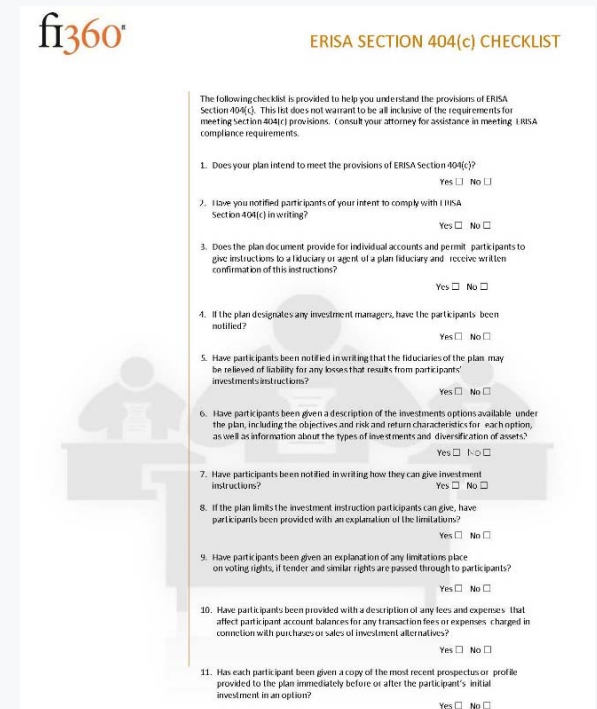 fi360
ERISA SECTION 404(c) CHECKLIST
The following checklist is provided to help you understand the provisions of ERISA
Section 404(c). This list does not warrant to be all inclusive of the requirements for
meeting Section 404(c) provisions. Consult your attorney for assistance in meeting ERISA
compliance requirements.
1. Does your plan intend to meet the provisions of ERISA Section 404(c)?
Yes ☐ No ☐
2. Have you notified participants of your intent to comply with ERISA
Section 404(c) in writing?
Yes ☐ No ☐
3. Does the plan document provide for individual accounts and permit participants to
give instructions to a fiduciary or agent of a plan fiduciary and receive written
confirmation of this instructions?
Yes ☐ No ☐
4. If the plan designates any investment managers, have the participants been
notified?
Yes ☐ No ☐
5. Have participants been notified in writing that the fiduciaries of the plan may
be relieved of liability for any losses that results from participants'
investments instructions?
Yes ☐ No ☐
6. Have participants been given a description of the investments options available under
the plan, including the objectives and risk and return characteristics for each option,
as well as information about the types of investments and diversification of assets?
Yes ☐ No ☐
7. Have participants been notified in writing how they can give investment
instructions? Yes ☐ No ☐
8. If the plan limits the investment instruction participants can give, have
participants been provided with an explanation of the limitations?
Yes ☐ No ☐
9. Have participants been given an explanation of any limitations place
on voting rights, if tender and similar rights are passed through to participants?
Yes ☐ No ☐
10. Have participants been provided with a description of any fees and expenses that
affect participant account balances for any transaction fees or expenses charged in
connetion with purchases or sales of investment alternatives?
Yes ☐ No ☐
11. Has each participant been given a copy of the most recent prospectus or profile
provided to the plan immediately before or after the participant's initial
investment in an option?
Yes ☐ No ☐